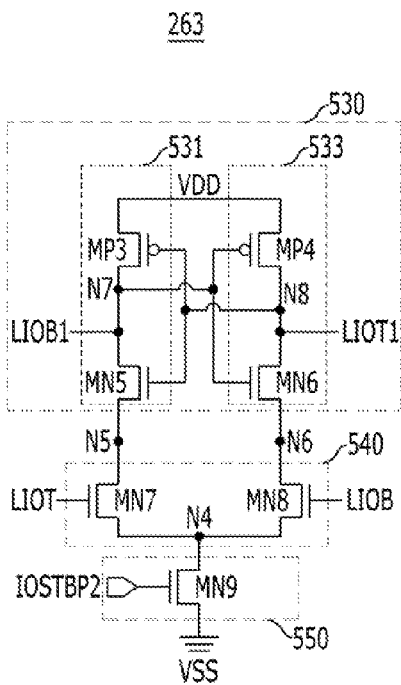 263
530
531
533
VDD
MP3
MP4
N7
N8
LIOB1
LIOT1
MN5
MN6
N5
N6
540
LIOT
MN7
MN8
LIOB
N4
IOSTBP2
MN9
550
VSS